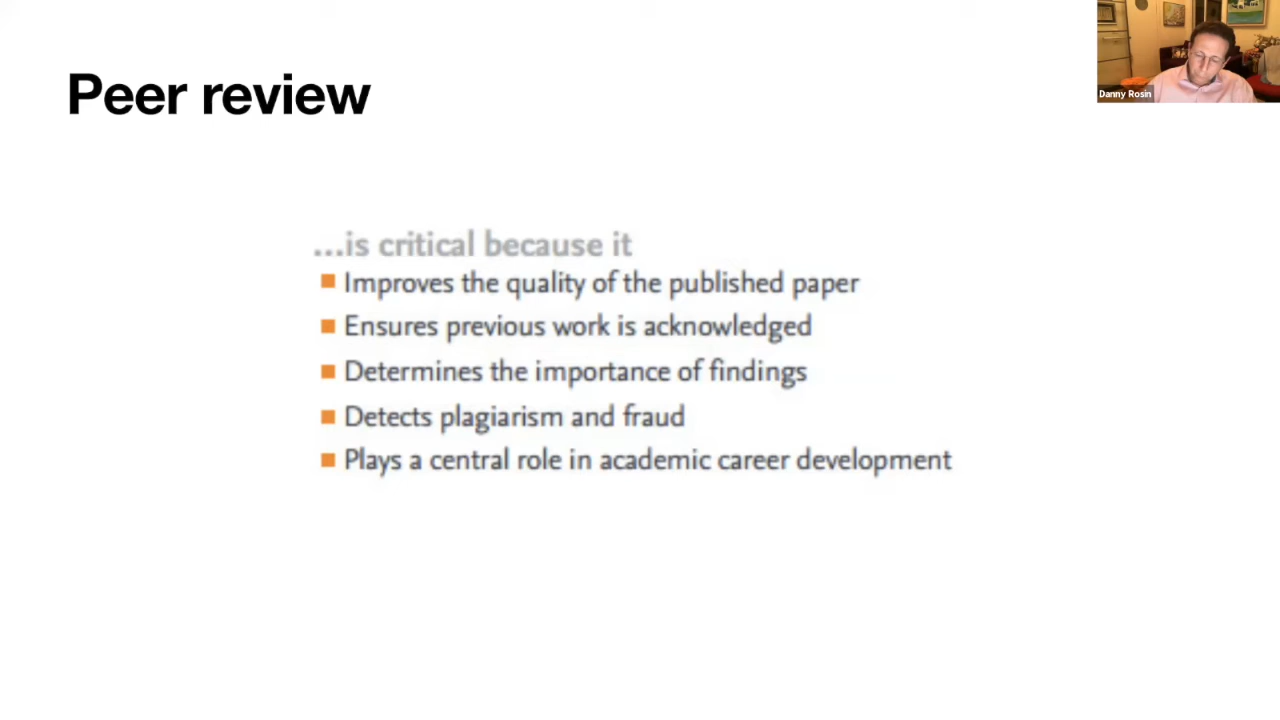 Peer review
Danny Rosin
...is critical because it
Improves the quality of the published paper
Ensures previous work is acknowledged
Determines the importance of findings
Detects plagiarism and fraud
Plays a central role in academic career development